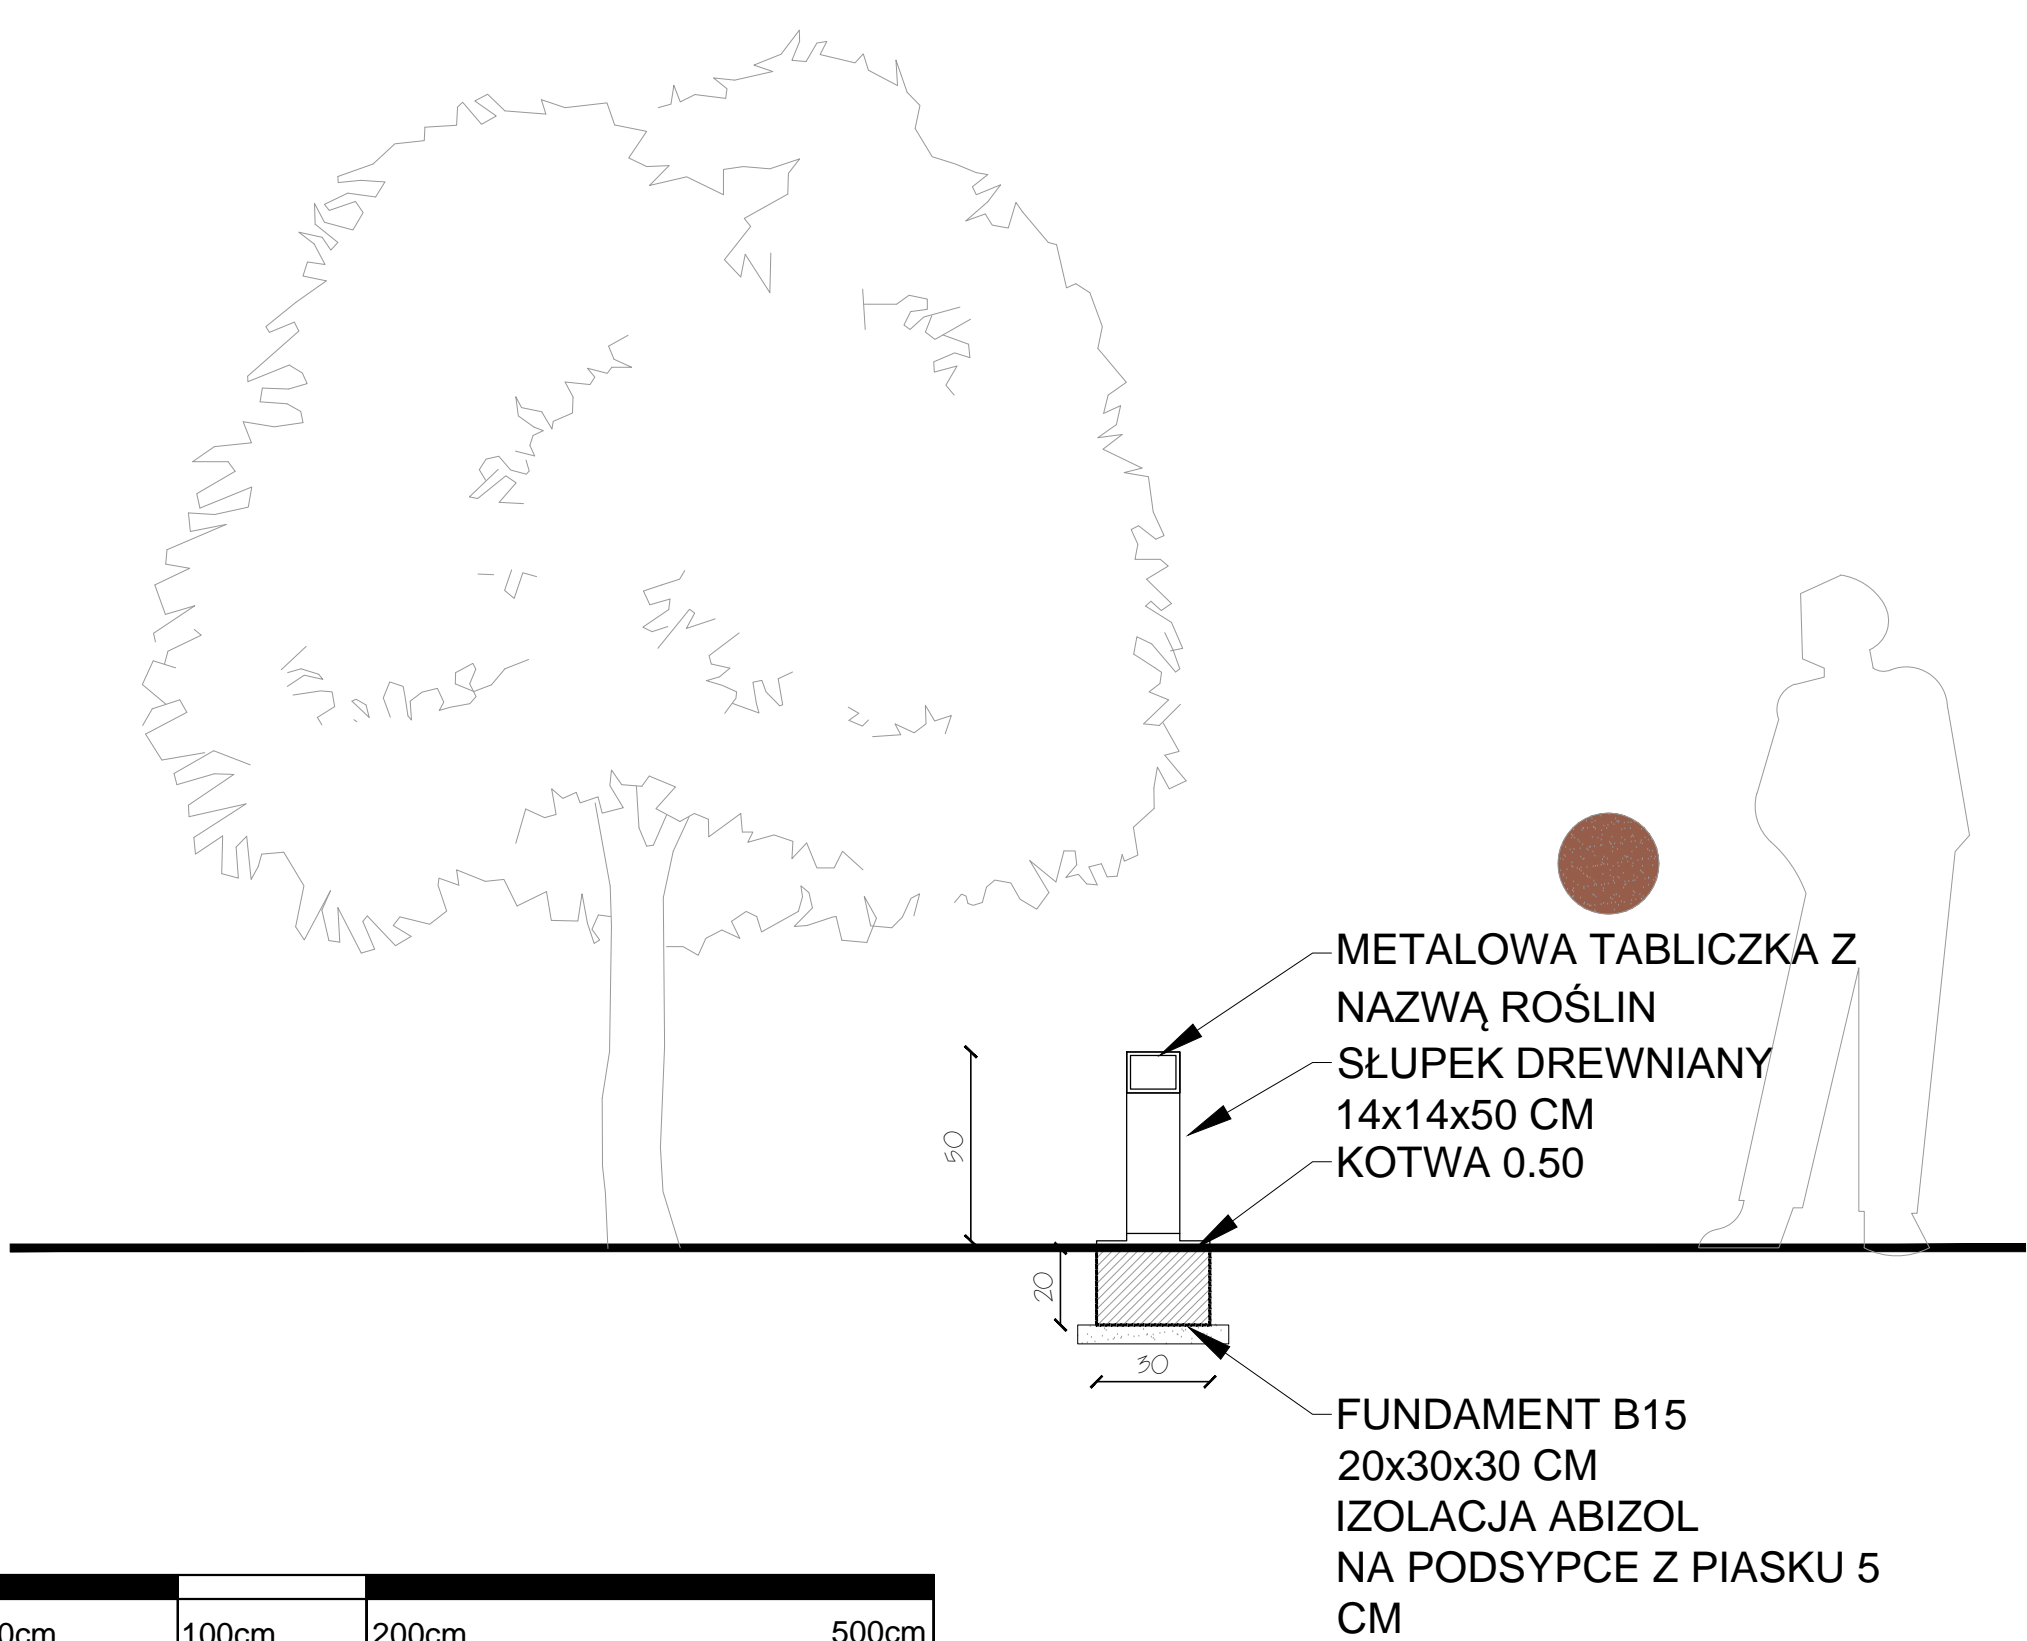 METALOWA TABLICZKA Z
NAZWĄ ROŚLIN
SŁUPEK DREWNIANY
14x14x50 CM
KOTWA 0.50
50
20
30
FUNDAMENT B15
20x30x30 CM
IZOLACJA ABIZOL
NA PODSYPCE Z PIASKU 5
CM
0cm 100cm 200cm 500cm